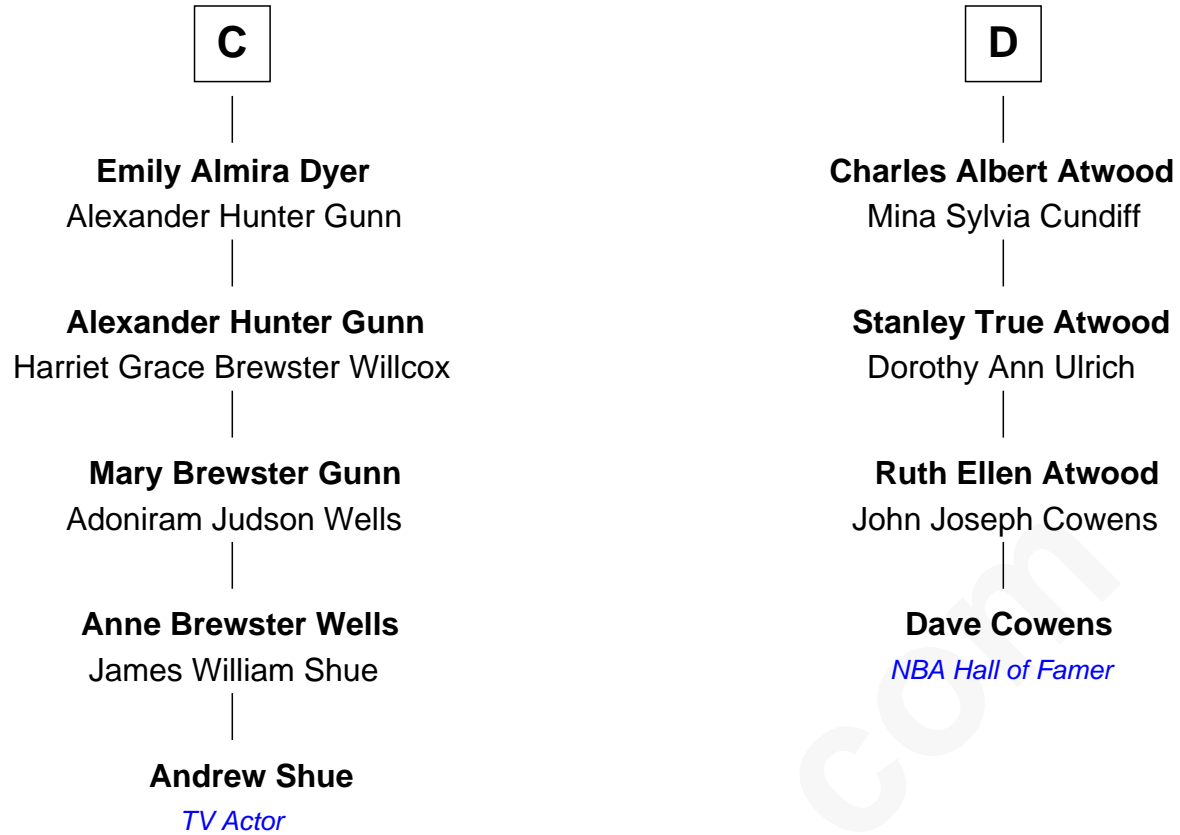 C
Emily Almira Dyer
Alexander Hunter Gunn
Alexander Hunter Gunn
Harriet Grace Brewster Willcox
Mary Brewster Gunn
Adoniram Judson Wells
Anne Brewster Wells
James William Shue
Andrew Shue
TV Actor
D
Charles Albert Atwood
Mina Sylvia Cundiff
Stanley True Atwood
Dorothy Ann Ulrich
Ruth Ellen Atwood
John Joseph Cowens
Dave Cowens
NBA Hall of Famer
com